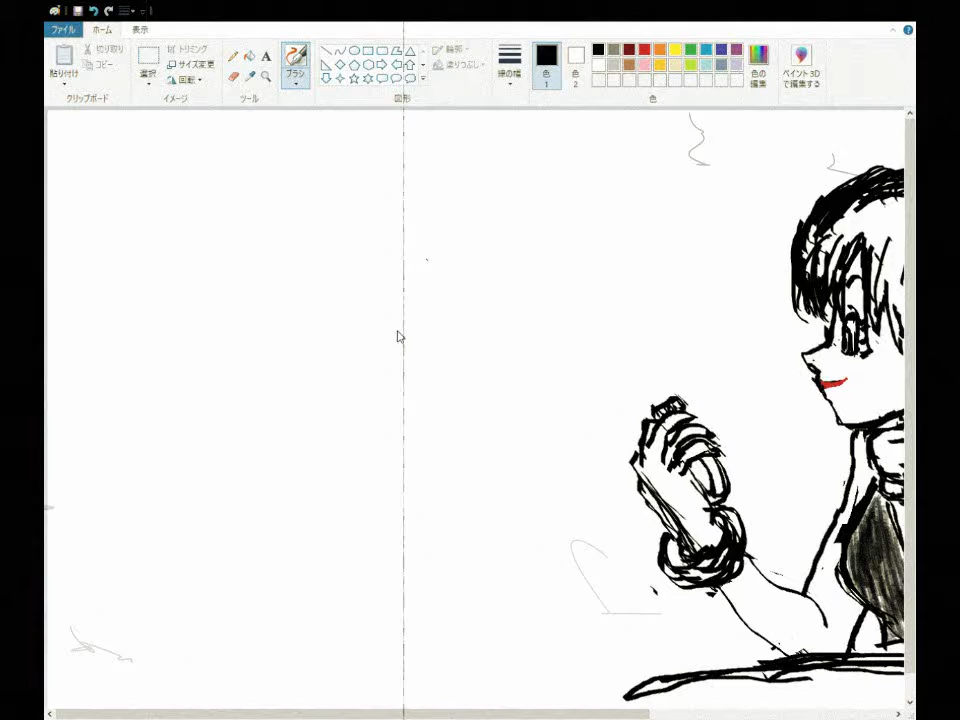 ファイル ホーム 表示
切り取り トリミング 輪郭
貼り付け コピー 選択 サイズ変更 A ブラシ 塗りつぶし 線の幅 色 1 色 2 色の編集 ペイント 3D で編集する
回転
クリップボード イメージ ツール 図形 色